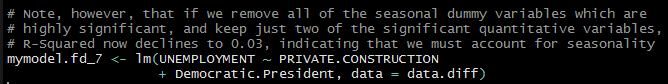 # Note, however, that if we remove all of the seasonal dummy variables which are
# highly significant, and keep just two of the significant quantitative variables,
# R-Squared now declines to 0.03, indicating that we must account for seasonality
mymodel.fd_7 <- lm(UNEMPLOYMENT ~ PRIVATE.CONSTRUCTION
+ Democratic.President, data = data.diff)